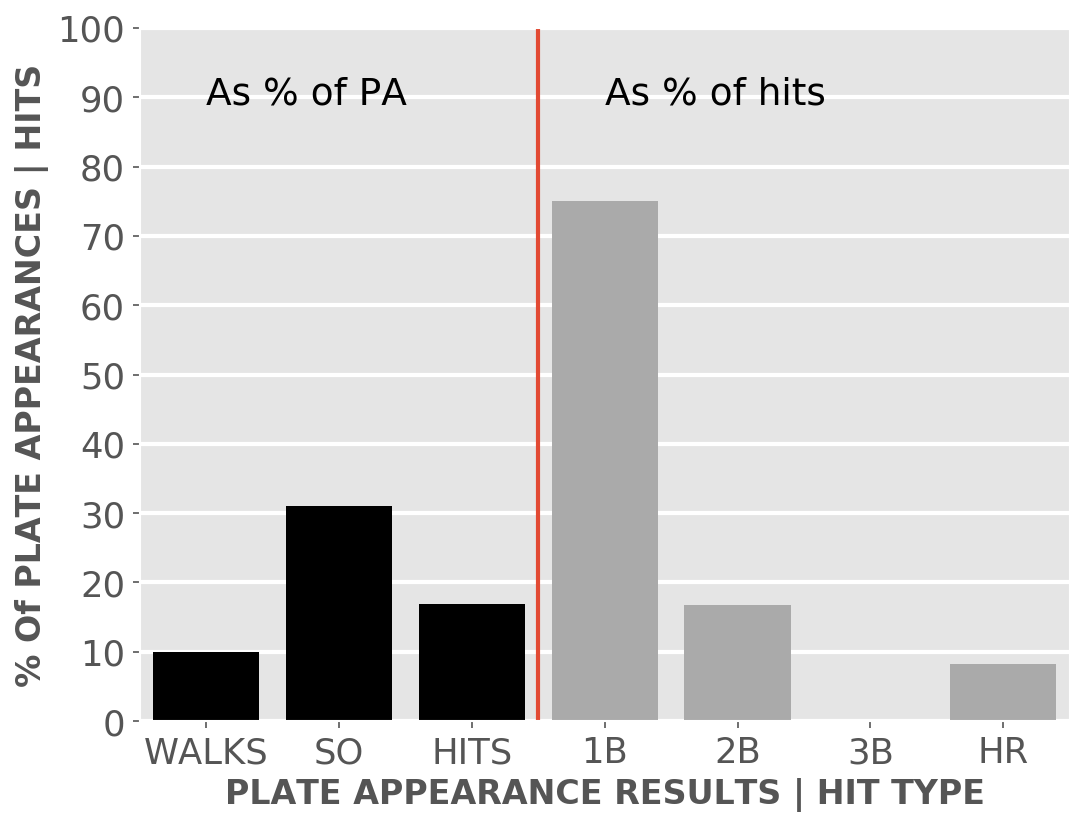 % Of PLATE APPEARANCES | HITS
100
90
80
70
60
50
40
30
20
10
0
As % of PA
As % of hits
WALKS SO HITS 1B 2B 3B HR
PLATE APPEARANCE RESULTS | HIT TYPE